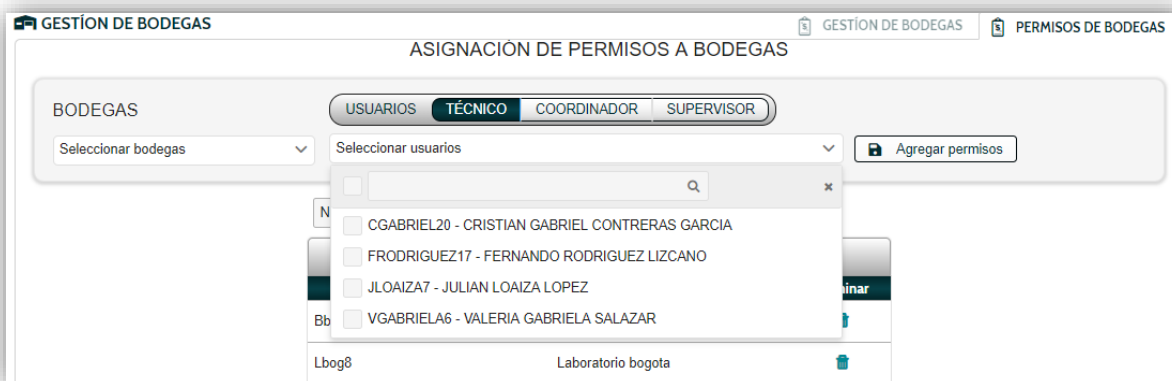 GESTÍON DE BODEGAS
GESTÍON DE BODEGAS
PERMISOS DE BODEGAS
ASIGNACIÓN DE PERMISOS A BODEGAS
BODEGAS
USUARIOS TÉCNICO COORDINADOR SUPERVISOR
Seleccionar bodegas
Seleccionar usuarios
Agregar permisos
CGABRIEL20 - CRISTIAN GABRIEL CONTRERAS GARCIA
FRODRIGUEZ17 - FERNANDO RODRIGUEZ LIZCANO
JLOAIZA7 - JULIAN LOAIZA LOPEZ
VGABRIELA6 - VALERIA GABRIELA SALAZAR
Lbog8 Laboratorio bogota